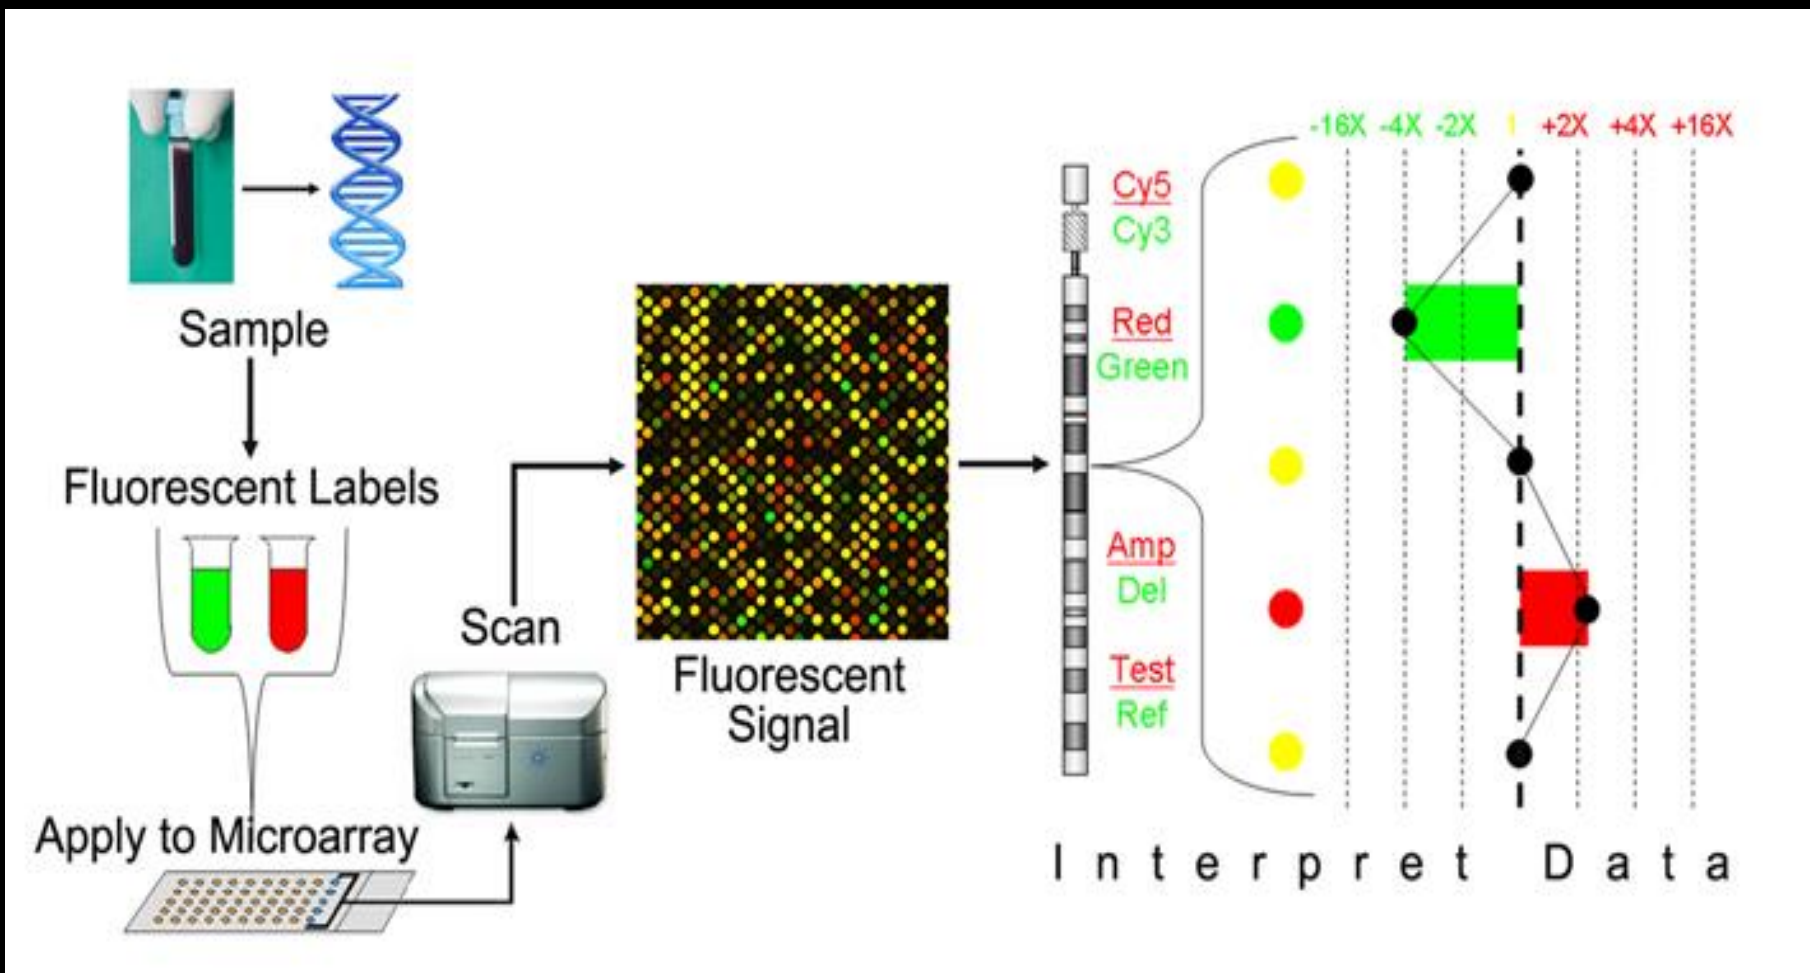 Sample
Fluorescent Labels
Apply to Microarray
Scan
Fluorescent
Signal
Cy5
Cy3
Red
Green
Amp
Del
Test
Ref
-16X -4X -2X 1 +2X +4X +16X
Interpret Data